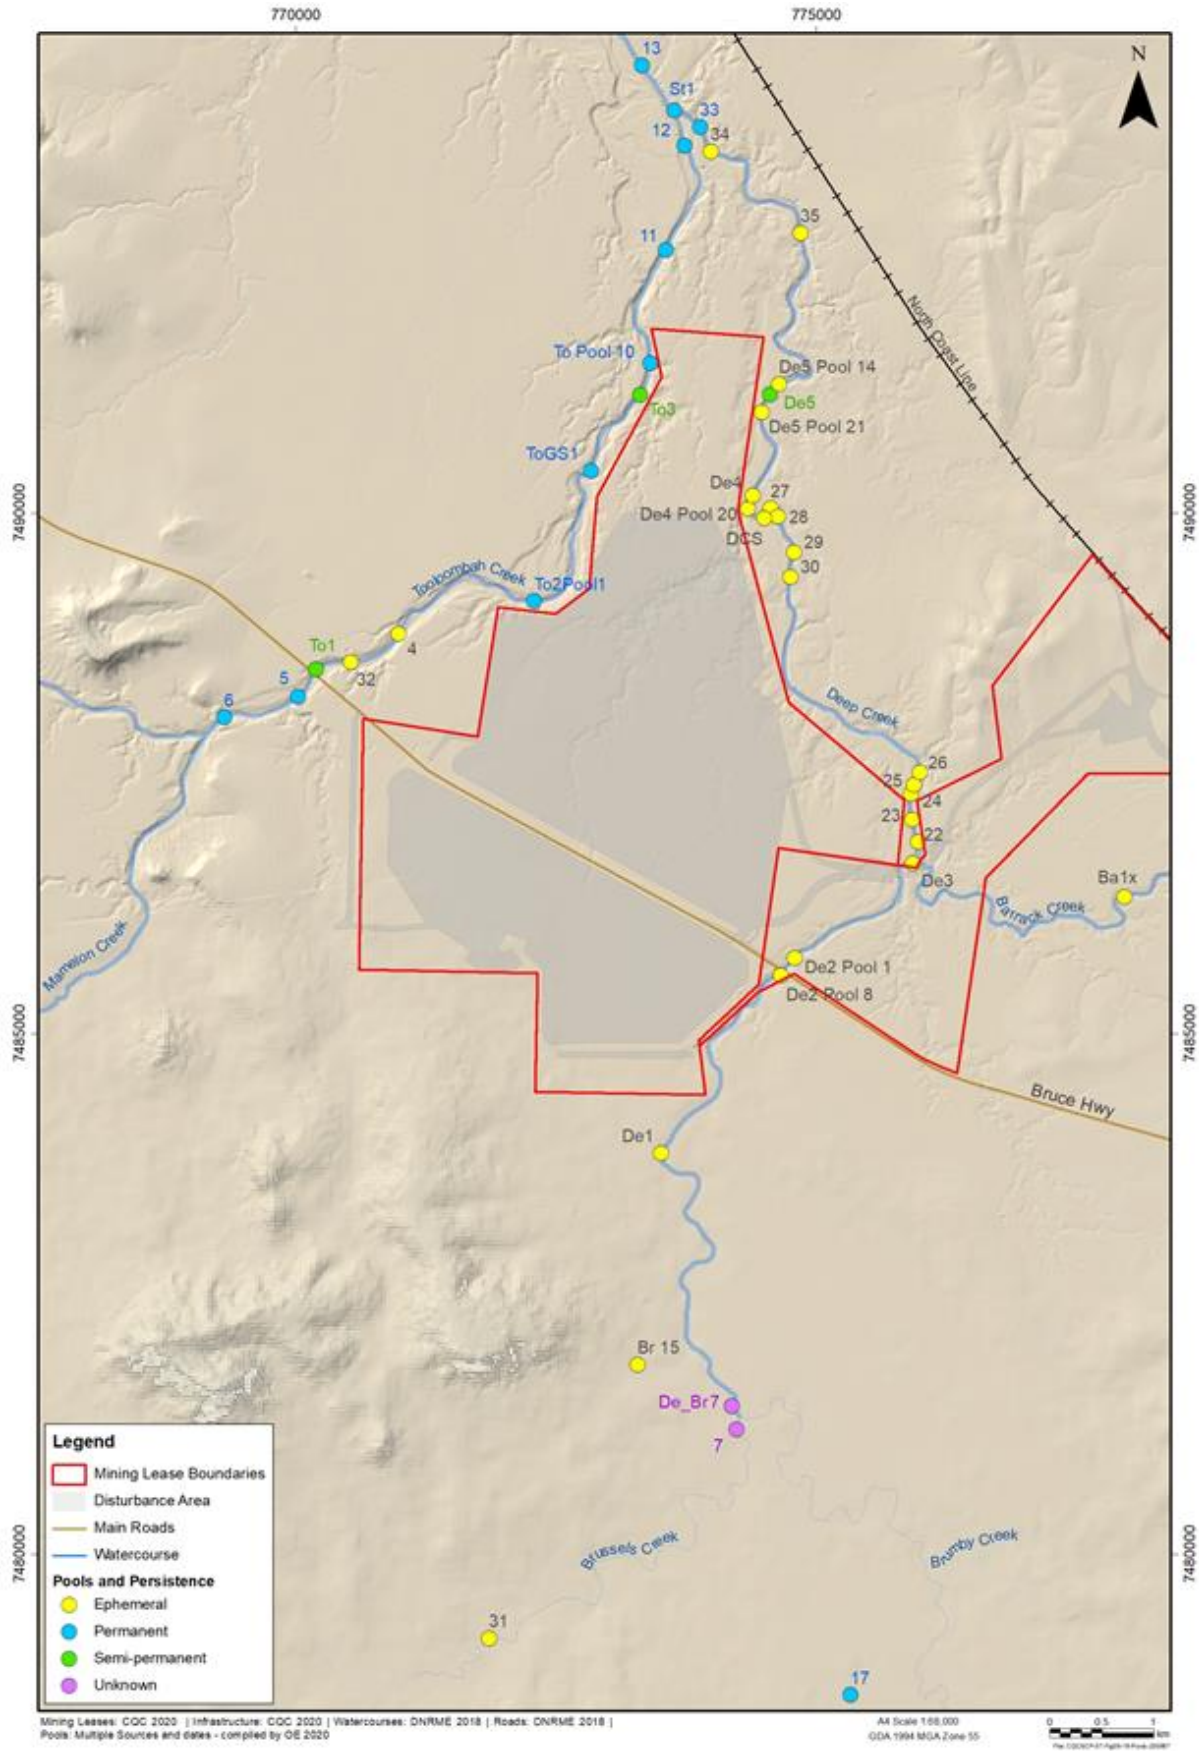 770000
775000
N
13
St1
33
12
34
35
11
North Coast Line
To Pool 10
De5 Pool 14
To3
De5
De5 Pool 21
ToGS1
De4
27
De4 Pool 20
28
DCS
7490000
7490000
29
30
Tooloombah Creek
To2Pool1
4
To1
32
5
6
Deep Creek
26
25
24
23
22
De3
Ba1x
Barrack Creek
Mamelon Creek
De2 Pool 1
De2 Pool 8
7485000
7485000
Bruce Hwy
De1
Br 15
De_Br7
7
Brussels Creek
Brumby Creek
7480000
7480000
31
17
Legend
Mining Lease Boundaries
Disturbance Area
Main Roads
Watercourse
Pools and Persistence
Ephemeral
Permanent
Semi-permanent
Unknown
Mining Leases: CQC 2020 | Infrastructure: CQC 2020 | Watercourses: DNRME 2018 | Roads: DNRME 2018 |
Pools: Multiple Sources and dates - compiled by OE 2020
A4 Scale
GDA 1994 MGA Zone 55
0 0.5 1
km